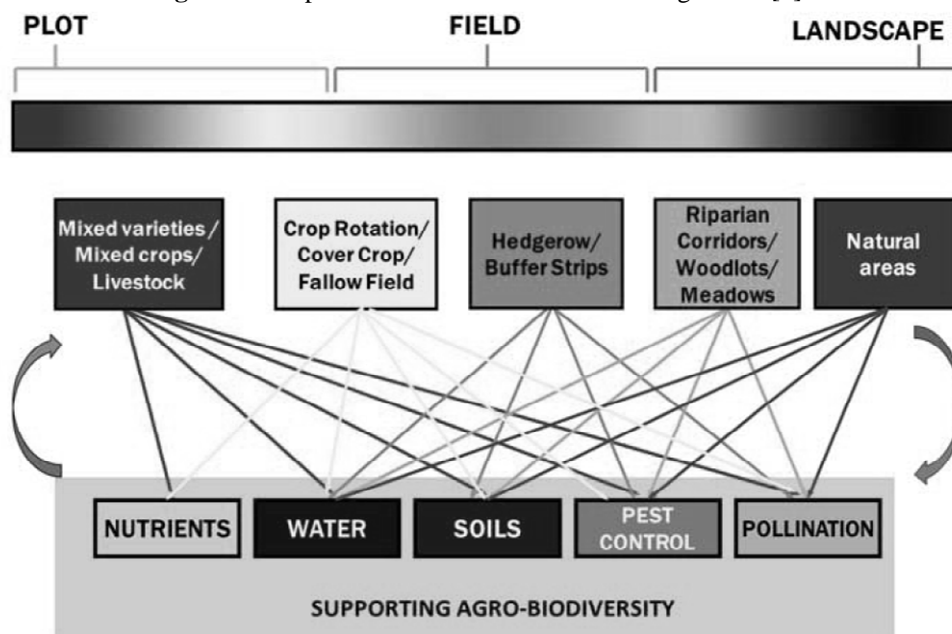 PLOT
FIELD
LANDSCAPE
Mixed varieties/
Mixed crops/
Livestock
Crop Rotation/
Cover Crop/
Fallow Field
Hedgerow/
Buffer Strips
Riparian
Corridors/
Woodlots/
Meadows
Natural
areas
NUTRIENTS
WATER
SOILS
PEST
CONTROL
POLLINATION
SUPPORTING AGRO-BIODIVERSITY